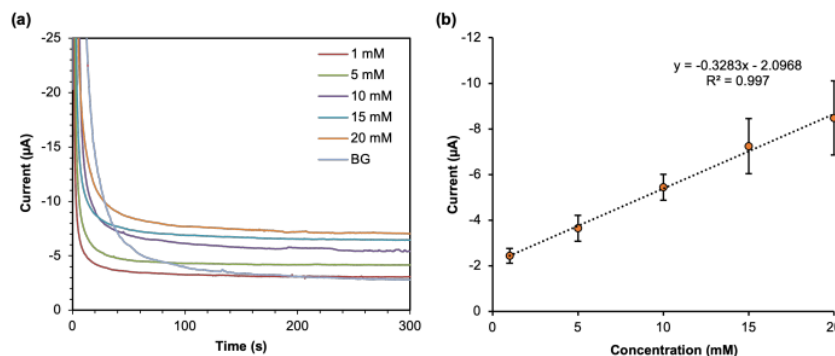 (a)
-25
-20
-15
-10
-5
0
0
100
200
300
Current (µA)
Time (s)
1 mM
5 mM
10 mM
15 mM
20 mM
BG
(b)
-12
-10
-8
-6
-4
-2
0
0
5
10
15
20
Current (µA)
Concentration (mM)
y = -0.3283x - 2.0968
R² = 0.997